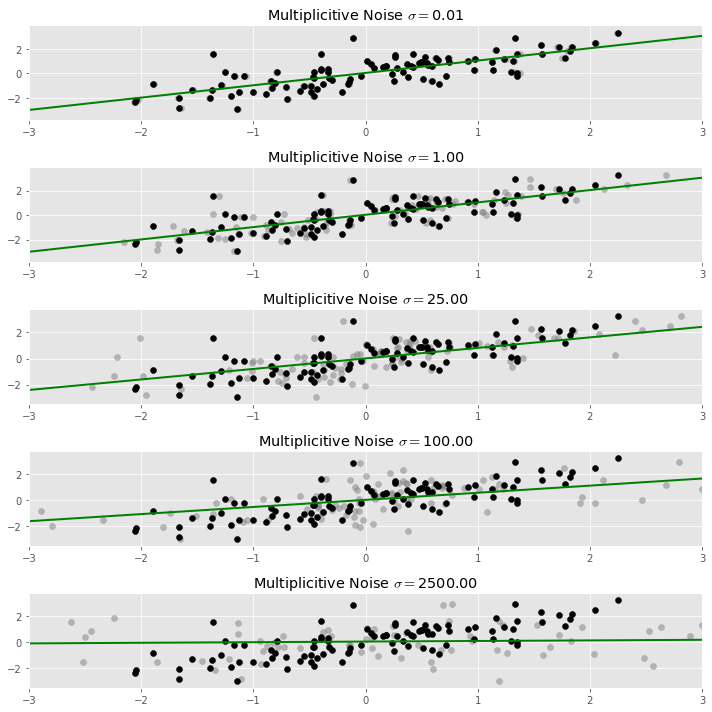 Multiplicitive Noise σ = 0.01
2
0
−2
−3 −2 −1 0 1 2 3
Multiplicitive Noise σ = 1.00
2
0
−2
−3 −2 −1 0 1 2 3
Multiplicitive Noise σ = 25.00
2
0
−2
−3 −2 −1 0 1 2 3
Multiplicitive Noise σ = 100.00
2
0
−2
−3 −2 −1 0 1 2 3
Multiplicitive Noise σ = 2500.00
2
0
−2
−3 −2 −1 0 1 2 3